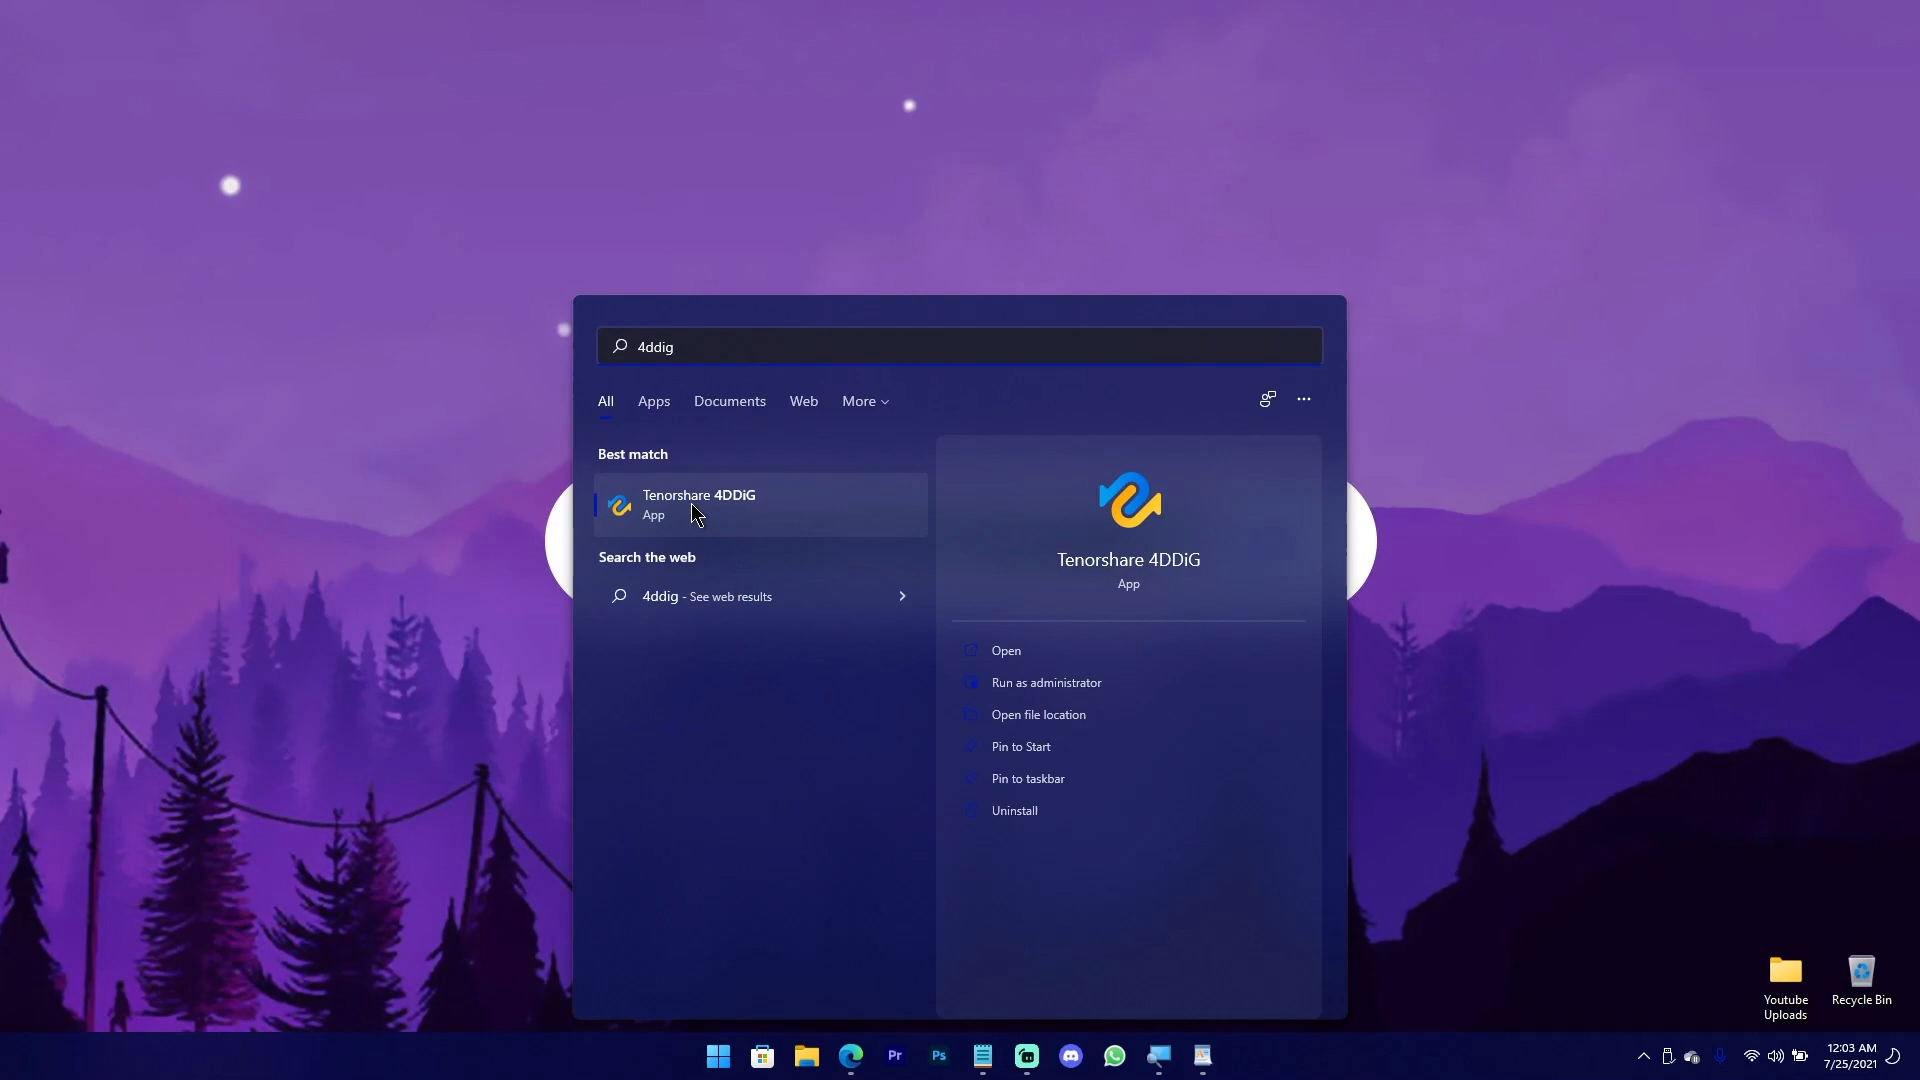 4ddig
All Apps Documents Web More
Best match
Tenorshare 4DDiG
App
Search the web
4ddig - See web results
Tenorshare 4DDiG
App
Open
Run as administrator
Open file location
Pin to Start
Pin to taskbar
Uninstall
Youtube
Uploads
Recycle Bin
Pr
Ps
12:03 AM
7/25/2021